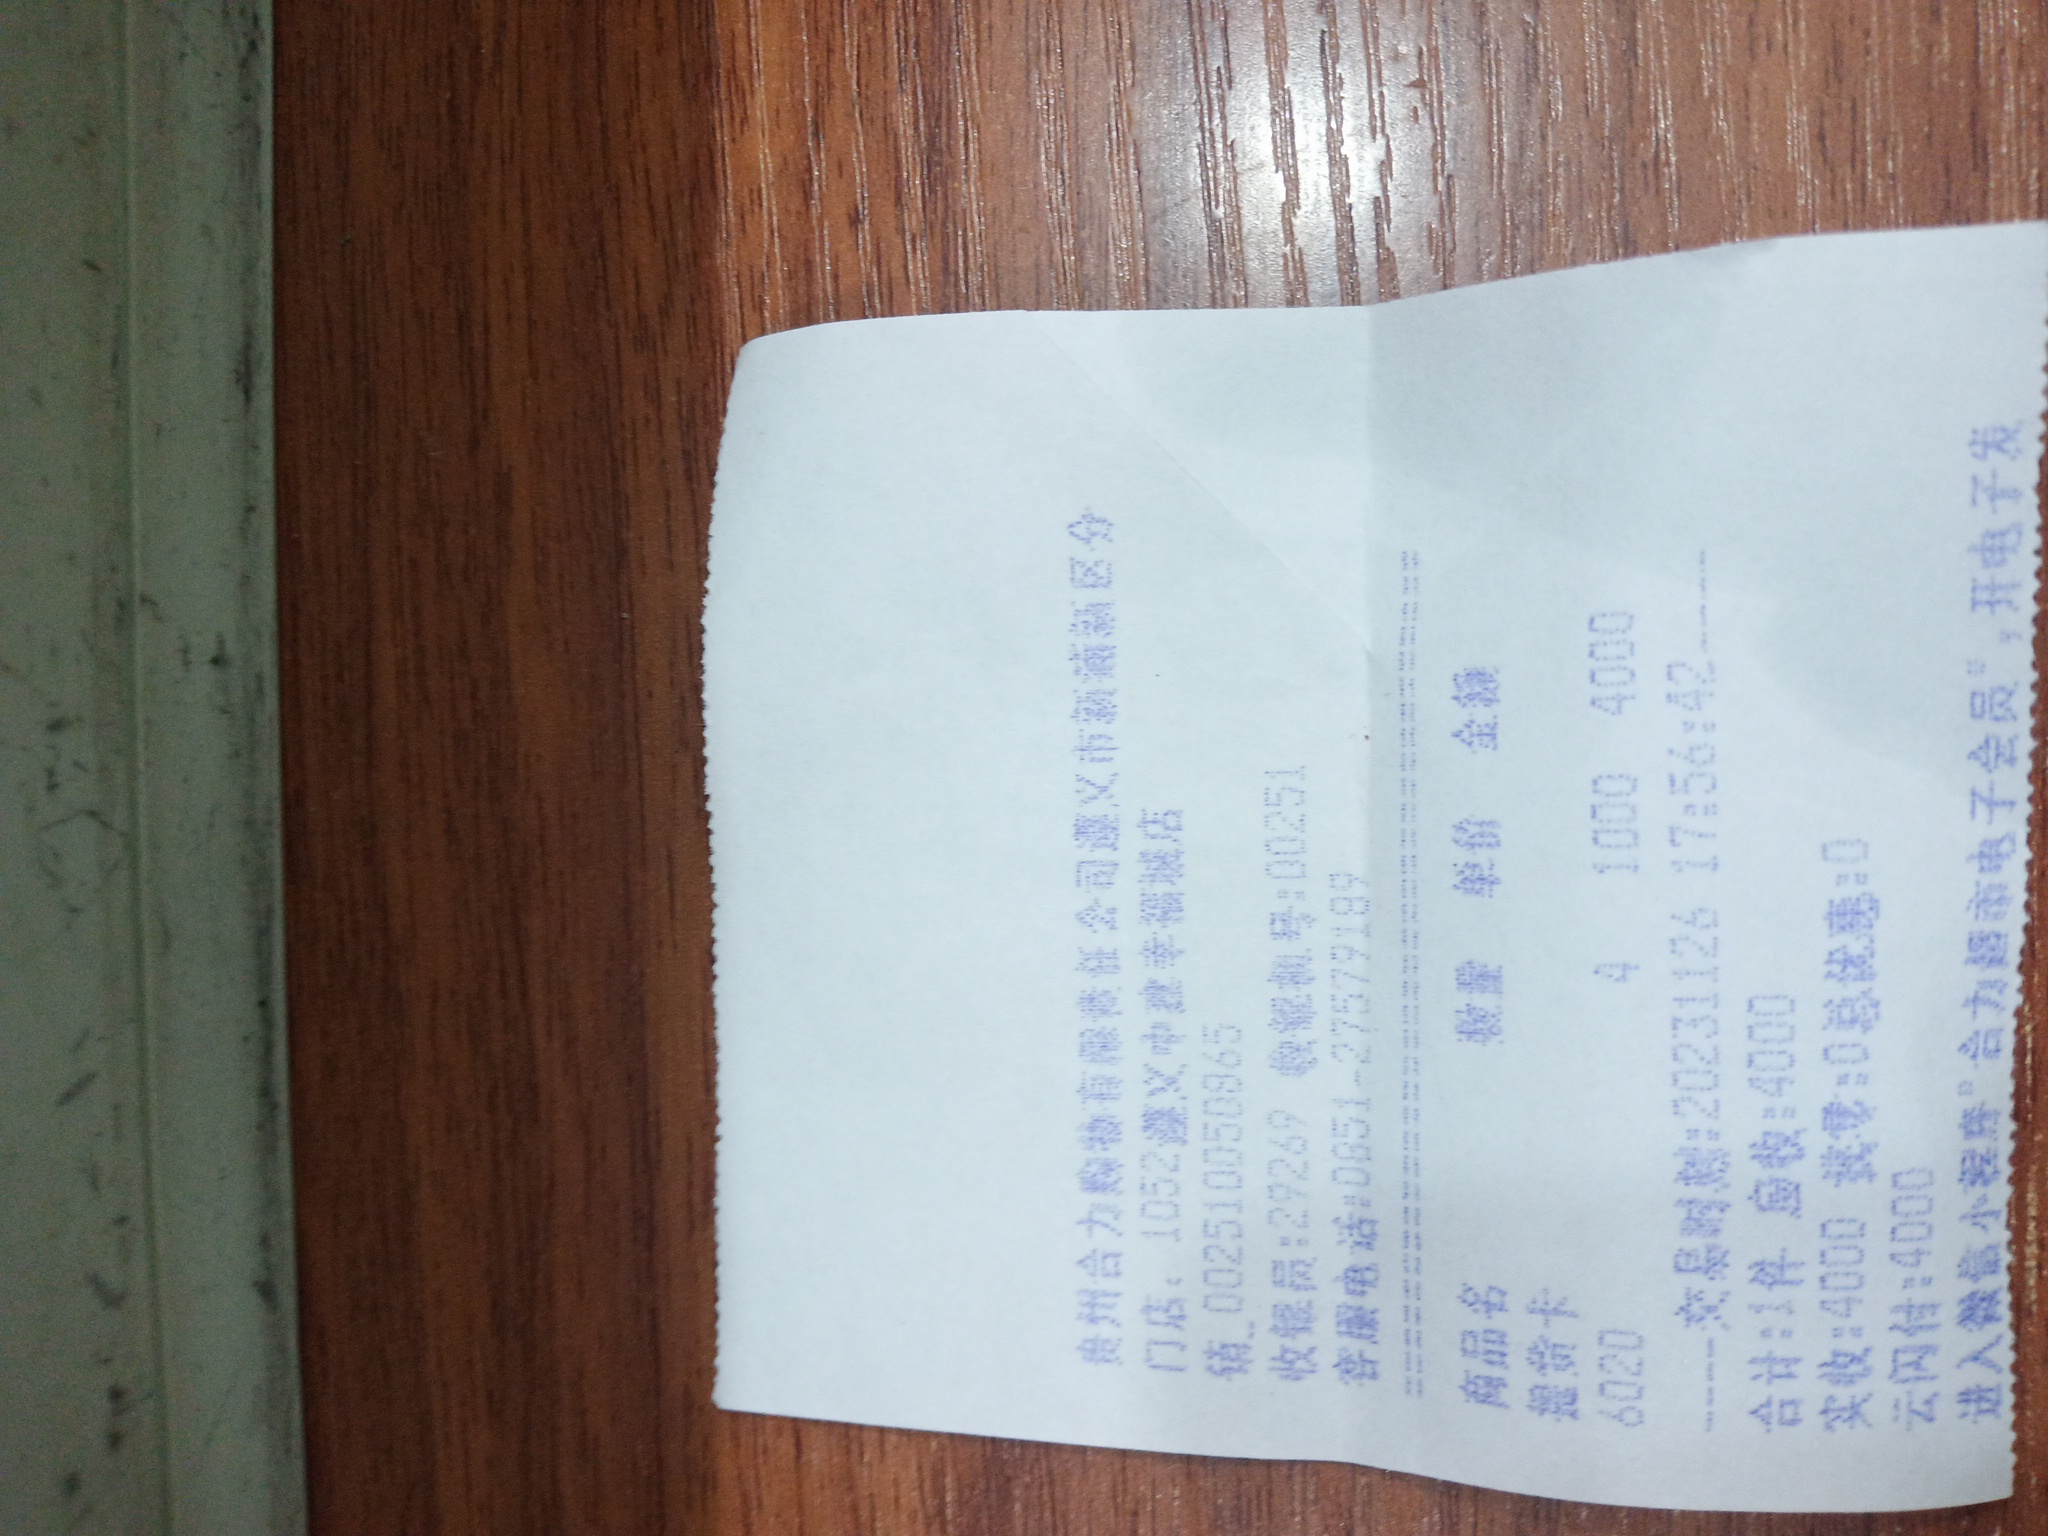 贵州合力购物有限责任公司遵义市新浦新区分
门店: 1052遵义中建幸福城店
销_002510050865
收银员:29269 收银机号:00251
客服电话:0851-27579189
==========================================
商品名 数量 单价 金额
提货卡
6020 4 1000 4000
-----交易时间:20231126 17:56:42-----
合计:1件 应收:4000
实收:4000 找零:0总优惠:0
云闪付:4000
进入微信小程序"合力超市电子会员",开电子发